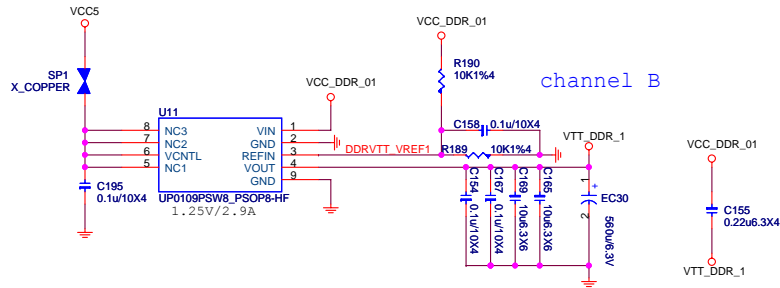 VCC5
VCC_DDR_01
SP1
X_COPPER
R190
10K1%4
channel B
VCC_DDR_01
U11
C158
0.1u/10X4
VTT_DDR_1
8
NC3
VIN
1
7
NC2
GND
2
6
VCNTL
REFIN
3
DDRVTT_VREF1
R189
10K1%4
5
NC1
VOUT
4
GND
9
VCC_DDR_01
C195
0.1u/10X4
UP0109PSW8_PSOP8-HF
1.25V/2.9A
C154
0.1u/10X4
C167
0.1u/10X4
C169
10u6.3X6
C165
10u6.3X6
1
+
EC30
2
560u/6.3V
C155
0.22u6.3X4
VTT_DDR_1